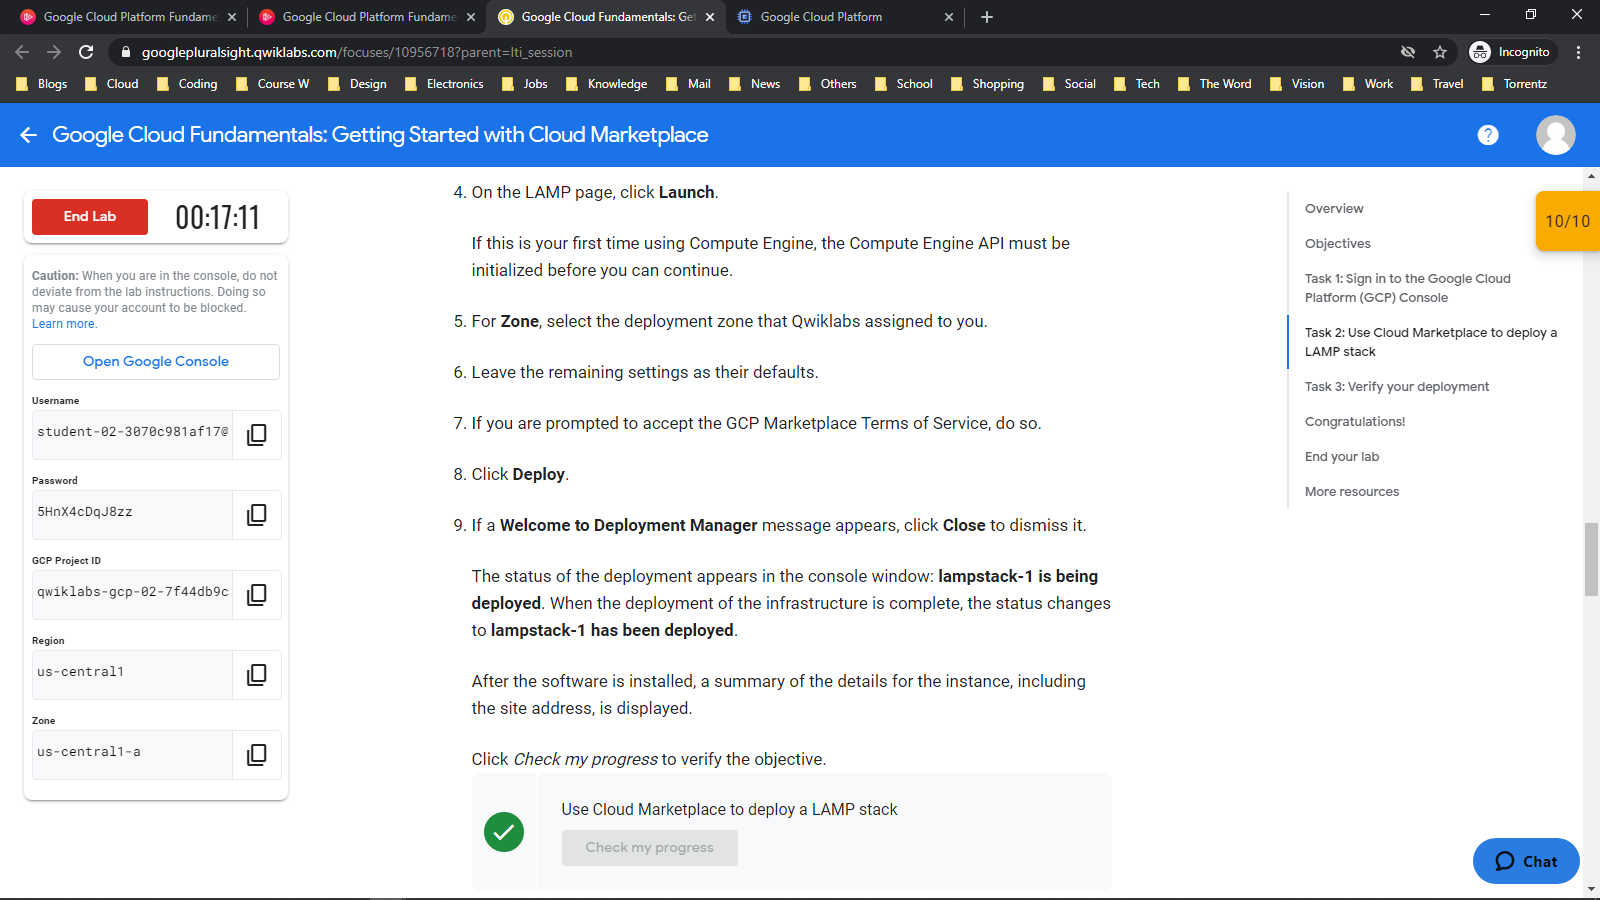 Google Cloud Platform Fundame
Google Cloud Platform Fundame
Google Cloud Fundamentals: Get
Google Cloud Platform
googlepluralsight.qwiklabs.com/focuses/10956718?parent=lti_session
Incognito
Blogs
Cloud
Coding
Course W
Design
Electronics
Jobs
Knowledge
Mail
News
Others
School
Shopping
Social
Tech
The Word
Vision
Work
Travel
Torrentz
Google Cloud Fundamentals: Getting Started with Cloud Marketplace
?
End Lab
00:17:11
Caution: When you are in the console, do not
deviate from the lab instructions. Doing so
may cause your account to be blocked.
Learn more.
Open Google Console
Username
student-02-3070c981af17@
Password
5HnX4cDqJ8zz
GCP Project ID
qwiklabs-gcp-02-7f44db9c
Region
us-central1
Zone
us-central1-a
4. On the LAMP page, click Launch.
If this is your first time using Compute Engine, the Compute Engine API must be
initialized before you can continue.
5. For Zone, select the deployment zone that Qwiklabs assigned to you.
6. Leave the remaining settings as their defaults.
7. If you are prompted to accept the GCP Marketplace Terms of Service, do so.
8. Click Deploy.
9. If a Welcome to Deployment Manager message appears, click Close to dismiss it.
The status of the deployment appears in the console window: lampstack-1 is being
deployed. When the deployment of the infrastructure is complete, the status changes
to lampstack-1 has been deployed.
After the software is installed, a summary of the details for the instance, including
the site address, is displayed.
Click Check my progress to verify the objective.
Use Cloud Marketplace to deploy a LAMP stack
Check my progress
Overview
Objectives
Task 1: Sign in to the Google Cloud
Platform (GCP) Console
Task 2: Use Cloud Marketplace to deploy a
LAMP stack
Task 3: Verify your deployment
Congratulations!
End your lab
More resources
10/10
Chat